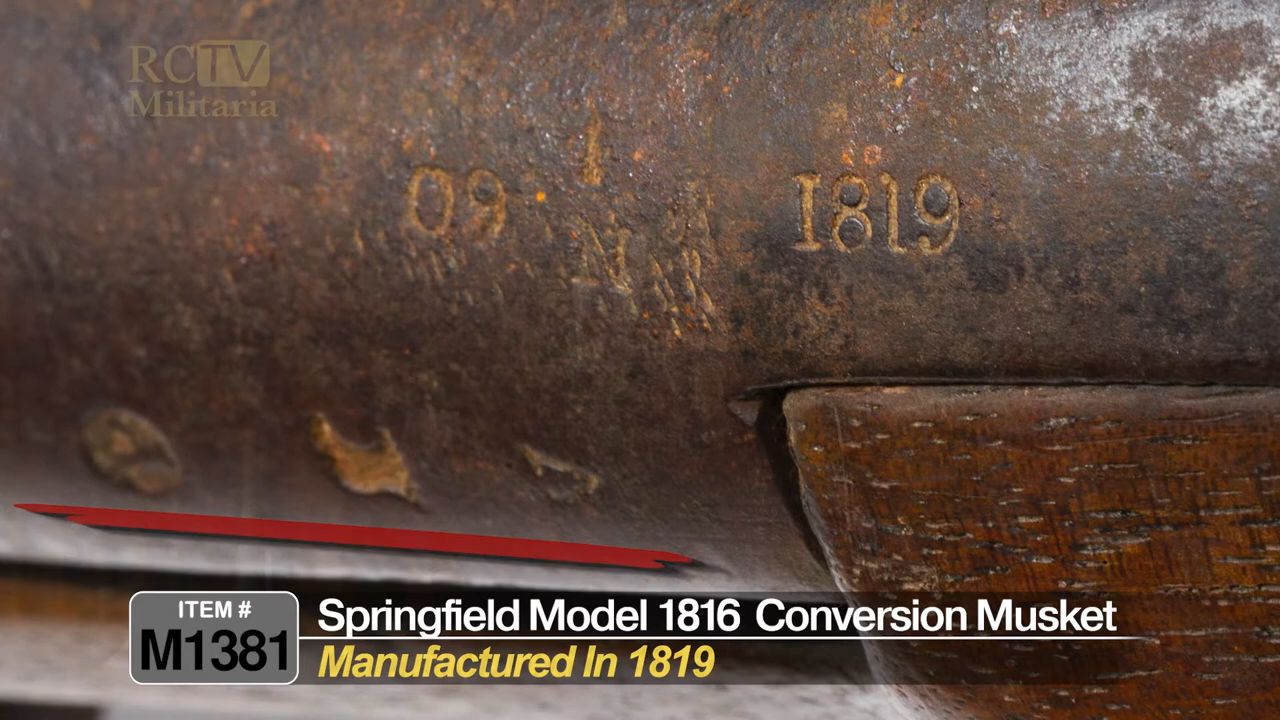 RCTV
Militaria
09
1819
ITEM #
M1381
Springfield Model 1816 Conversion Musket
Manufactured In 1819